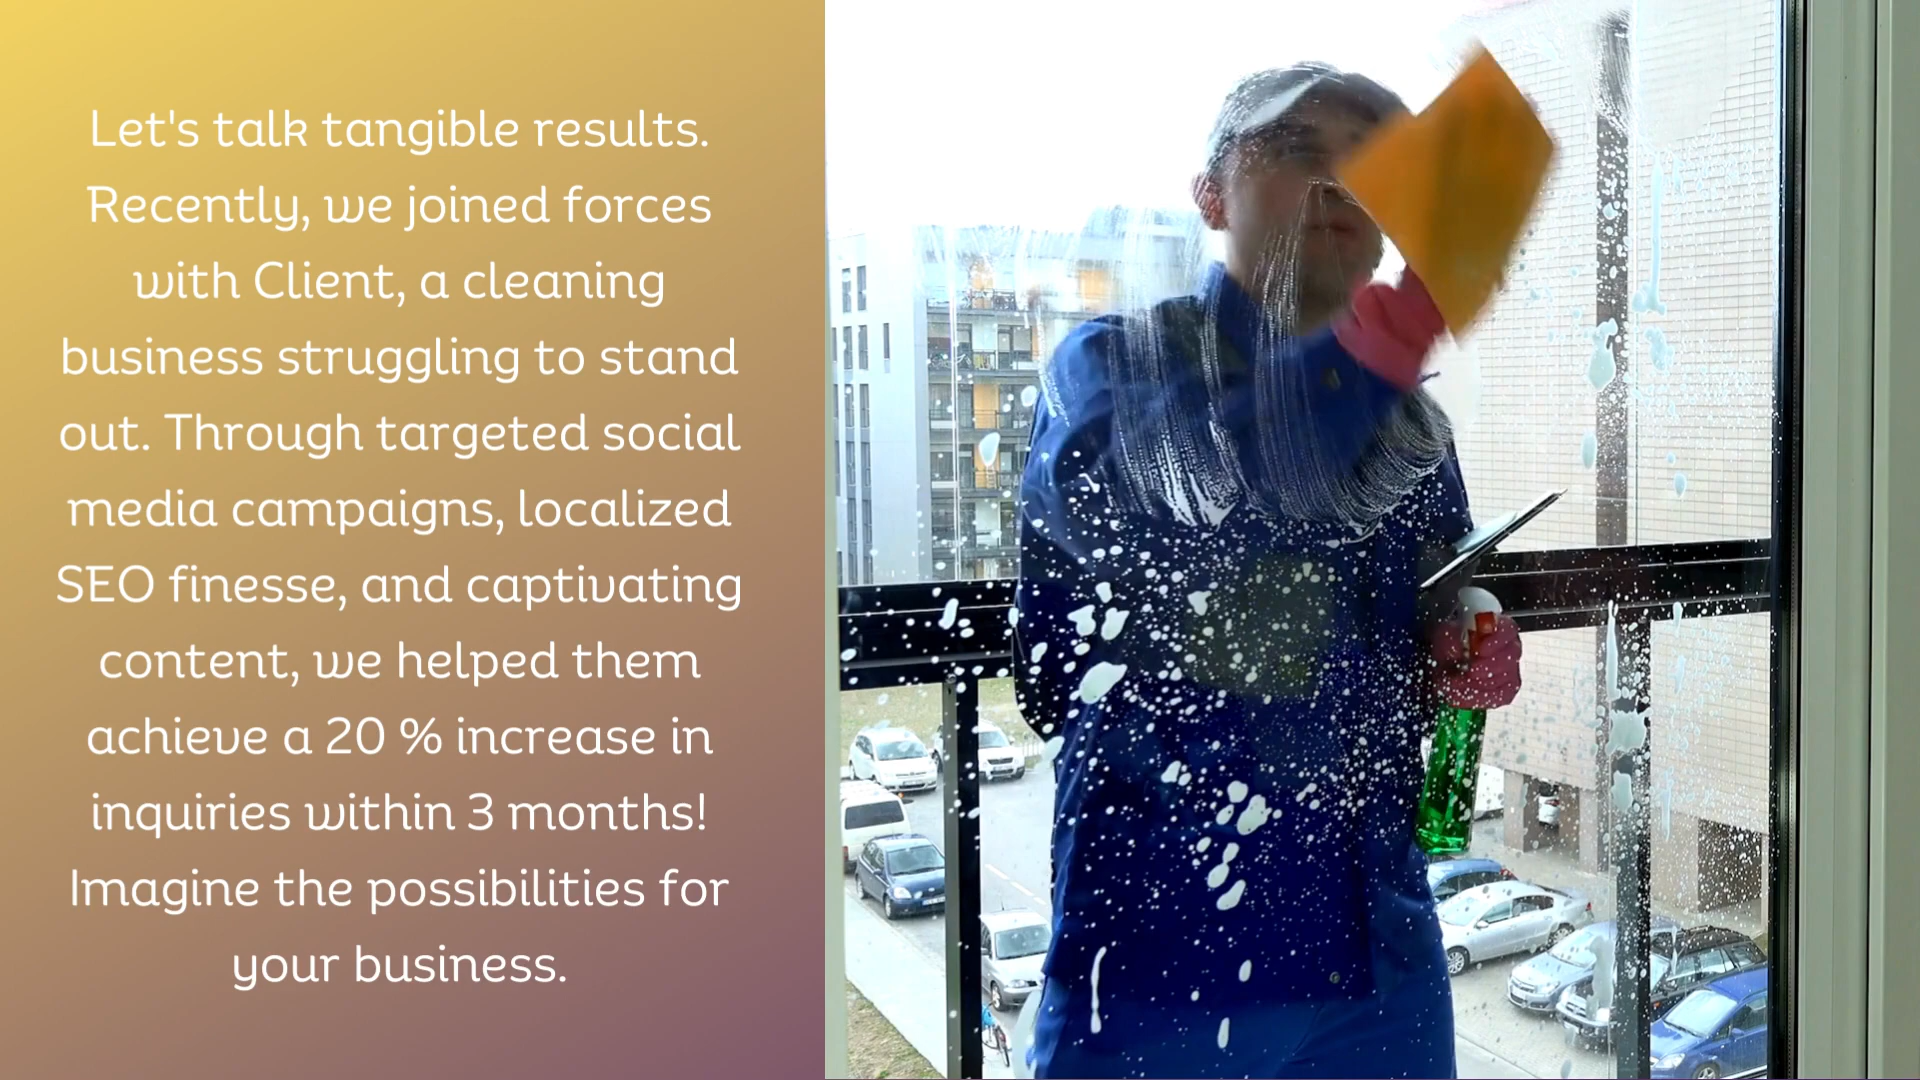 Let's talk tangible results.
Recently, we joined forces
with Client, a cleaning
business struggling to stand
out. Through targeted social
media campaigns, localized
SEO finesse, and captivating
content, we helped them
achieve a 20 % increase in
inquiries within 3 months!
Imagine the possibilities for
your business.